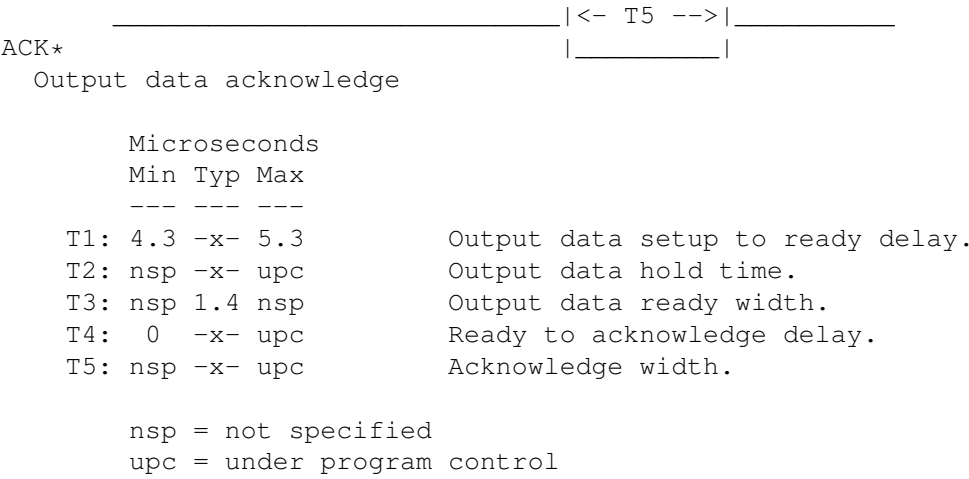 |<- T5 -->|
ACK*
Output data acknowledge
Microseconds
Min Typ Max
--- --- ---
T1: 4.3 -x- 5.3 Output data setup to ready delay.
T2: nsp -x- upc Output data hold time.
T3: nsp 1.4 nsp Output data ready width.
T4: 0 -x- upc Ready to acknowledge delay.
T5: nsp -x- upc Acknowledge width.
nsp = not specified
upc = under program control